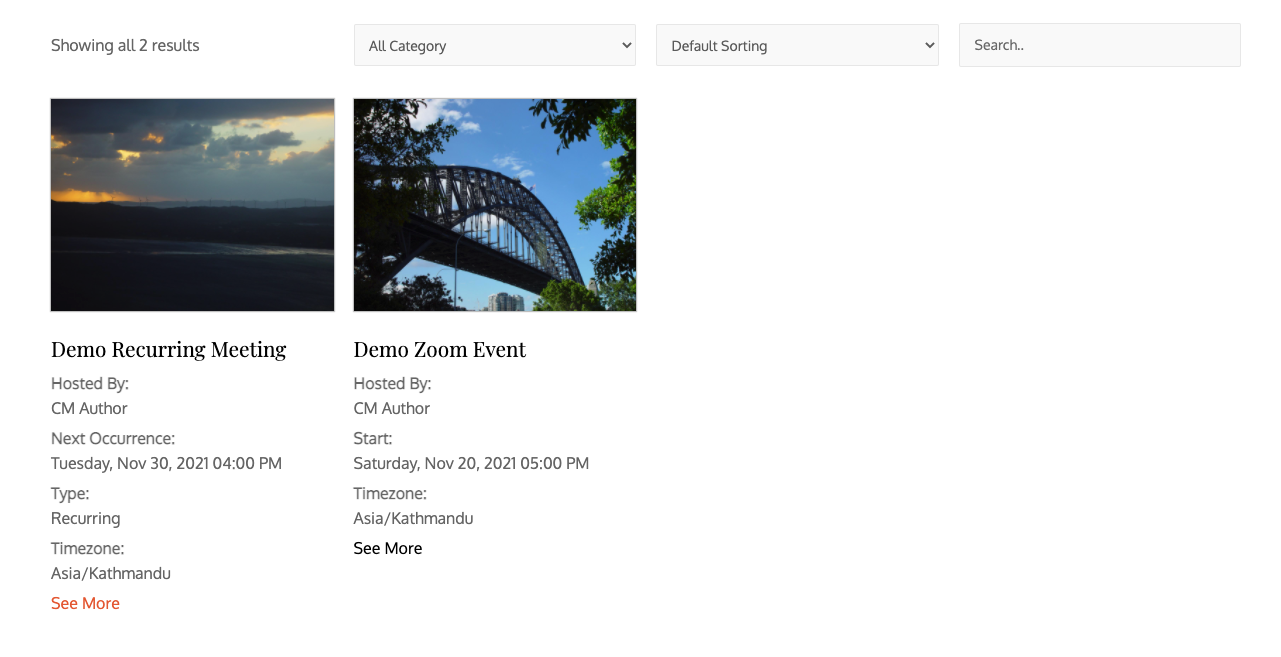 Showing all 2 results
All Category
Default Sorting
Search..
Demo Recurring Meeting
Hosted By:
CM Author
Next Occurrence:
Tuesday, Nov 30, 2021 04:00 PM
Type:
Recurring
Timezone:
Asia/Kathmandu
See More
Demo Zoom Event
Hosted By:
CM Author
Start:
Saturday, Nov 20, 2021 05:00 PM
Timezone:
Asia/Kathmandu
See More